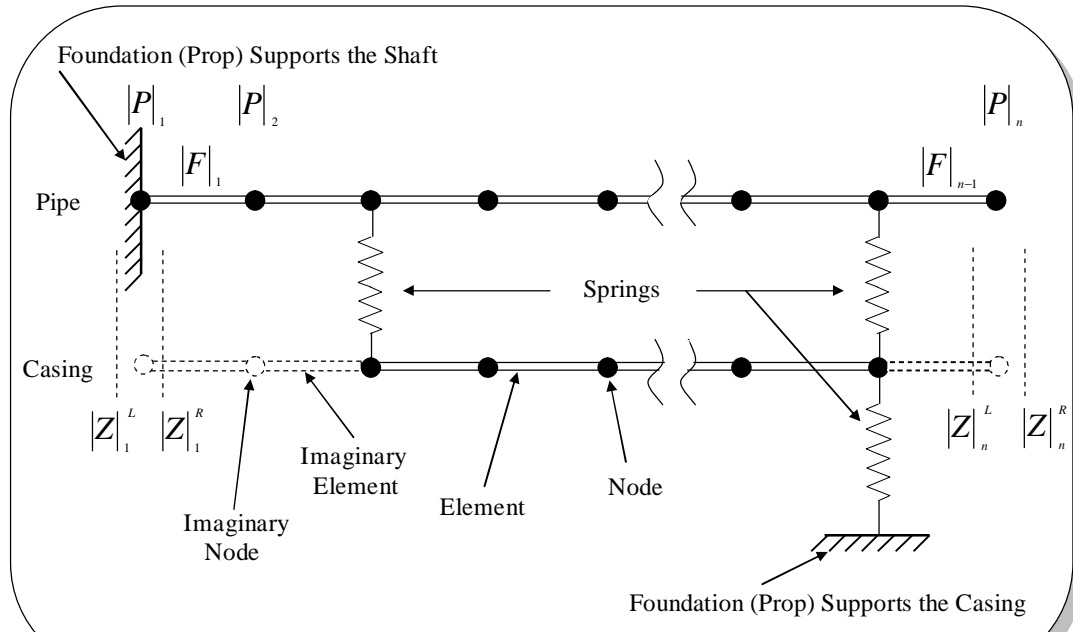 Foundation (Prop) Supports the Shaft
|P|₁ |P|₂ |P|ₙ
|F|₁ |F|ₙ₋₁
Pipe
Springs
Casing
|Z|₁ᴸ |Z|₁ᴿ |Z|ₙᴸ |Z|ₙᴿ
Imaginary
Element
Element
Node
Imaginary
Node
Foundation (Prop) Supports the Casing